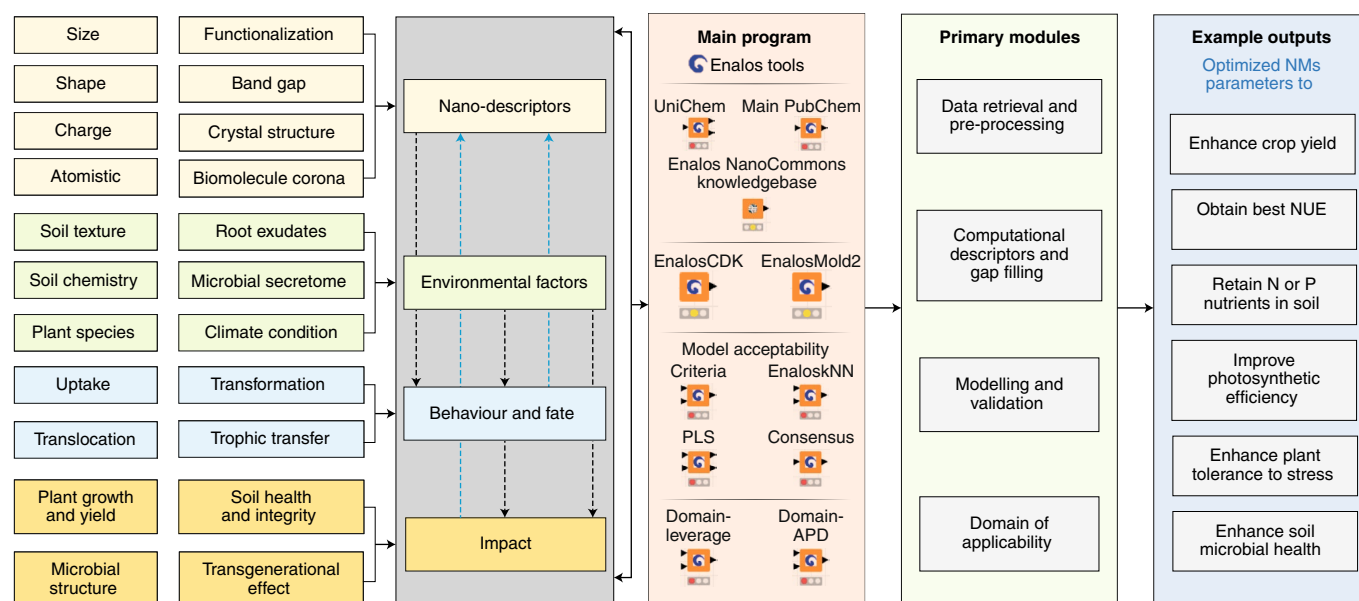 Size
Functionalization
Shape
Band gap
Charge
Crystal structure
Atomistic
Biomolecule corona
Soil texture
Root exudates
Soil chemistry
Microbial secretome
Plant species
Climate condition
Uptake
Transformation
Translocation
Trophic transfer
Plant growth
and yield
Soil health
and integrity
Microbial
structure
Transgenerational
effect
Nano-descriptors
Environmental factors
Behaviour and fate
Impact
Main program
Enalos tools
UniChem
Main PubChem
Enalos NanoCommons
knowledgebase
EnalosCDK
EnalosMold2
Model acceptability
Criteria
EnaloskNN
PLS
Consensus
Domain-
leverage
Domain-
APD
Primary modules
Data retrieval and
pre-processing
Computational
descriptors and
gap filling
Modelling and
validation
Domain of
applicability
Example outputs
Optimized NMs
parameters to
Enhance crop yield
Obtain best NUE
Retain N or P
nutrients in soil
Improve
photosynthetic
efficiency
Enhance plant
tolerance to stress
Enhance soil
microbial health